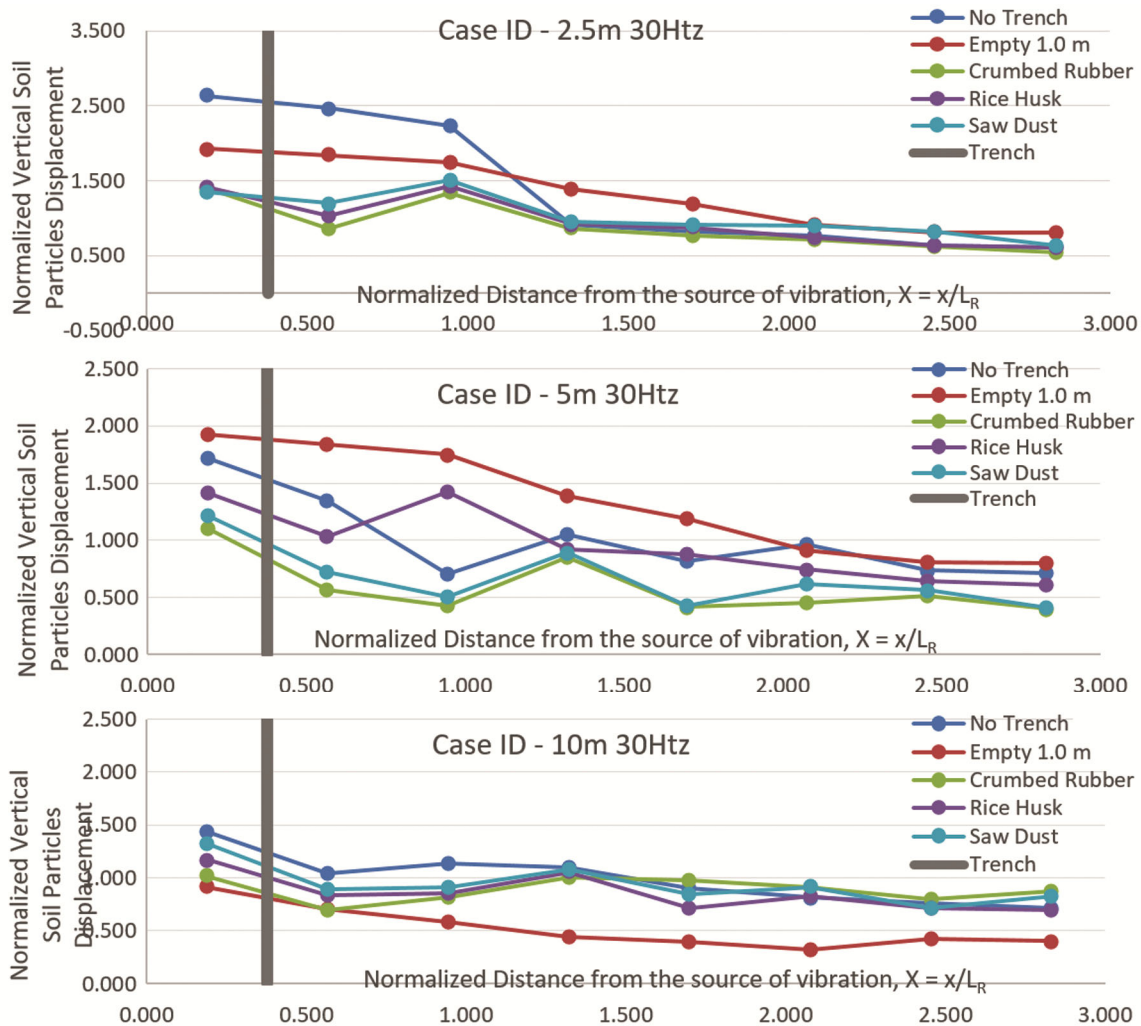 Case ID - 2.5m 30Htz
Normalized Vertical Soil
Particles Displacement
3.500
2.500
1.500
0.500
-0.500
No Trench
Empty 1.0 m
Crumbed Rubber
Rice Husk
Saw Dust
Trench
Normalized Distance from the source of vibration, X = x/LR
0.000 0.500 1.000 1.500 2.000 2.500 3.000
Case ID - 5m 30Htz
Normalized Vertical Soil
Particles Displacement
2.500
2.000
1.500
1.000
0.500
0.000
No Trench
Empty 1.0 m
Crumbed Rubber
Rice Husk
Saw Dust
Trench
Normalized Distance from the source of vibration, X = x/LR
0.000 0.500 1.000 1.500 2.000 2.500 3.000
Case ID - 10m 30Htz
Normalized Vertical
Soil Particles
Displacement
2.500
2.000
1.500
1.000
0.500
0.000
No Trench
Empty 1.0 m
Crumbed Rubber
Rice Husk
Saw Dust
Trench
Normalized Distance from the source of vibration, X = x/LR
0.000 0.500 1.000 1.500 2.000 2.500 3.000